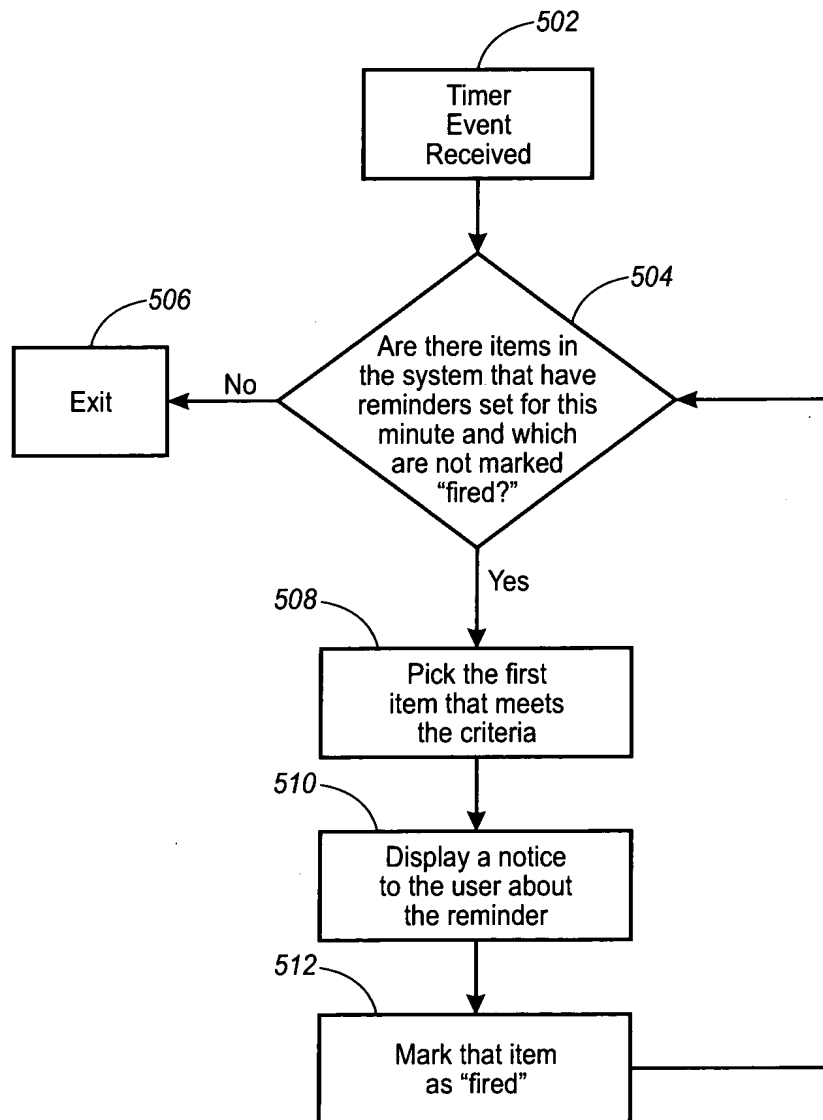 502
Timer
Event
Received
504
506
Are there items in
the system that have
reminders set for this
minute and which
are not marked
“fired?”
Exit
No
Yes
508
Pick the first
item that meets
the criteria
510
Display a notice
to the user about
the reminder
512
Mark that item
as “fired”